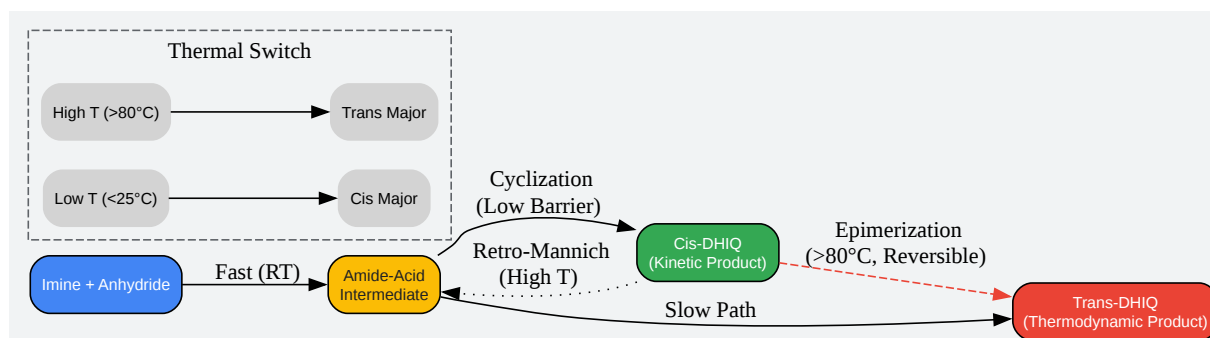 Thermal Switch
High T (>80°C)
Trans Major
Low T (<25°C)
Cis Major
Imine + Anhydride
Fast (RT)
Amide-Acid
Intermediate
Cyclization
(Low Barrier)
Retro-Mannich
(High T)
Cis-DHIQ
(Kinetic Product)
Epimerization
(>80°C, Reversible)
Slow Path
Trans-DHIQ
(Thermodynamic Product)